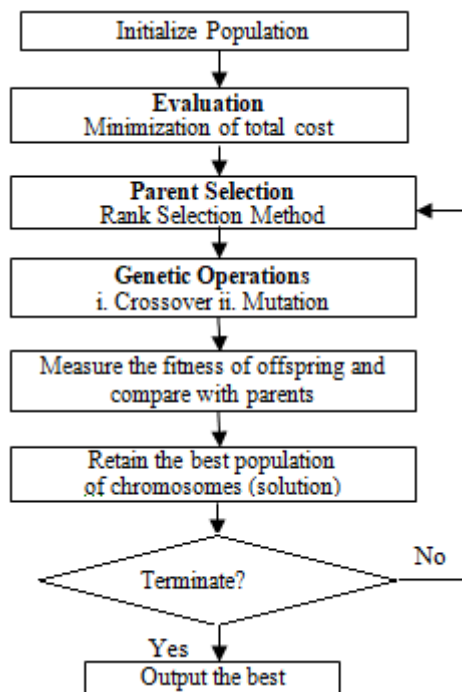 Initialize Population
Evaluation
Minimization of total cost
Parent Selection
Rank Selection Method
Genetic Operations
i. Crossover ii. Mutation
Measure the fitness of offspring and
compare with parents
Retain the best population
of chromosomes (solution)
Terminate?
No
Yes
Output the best